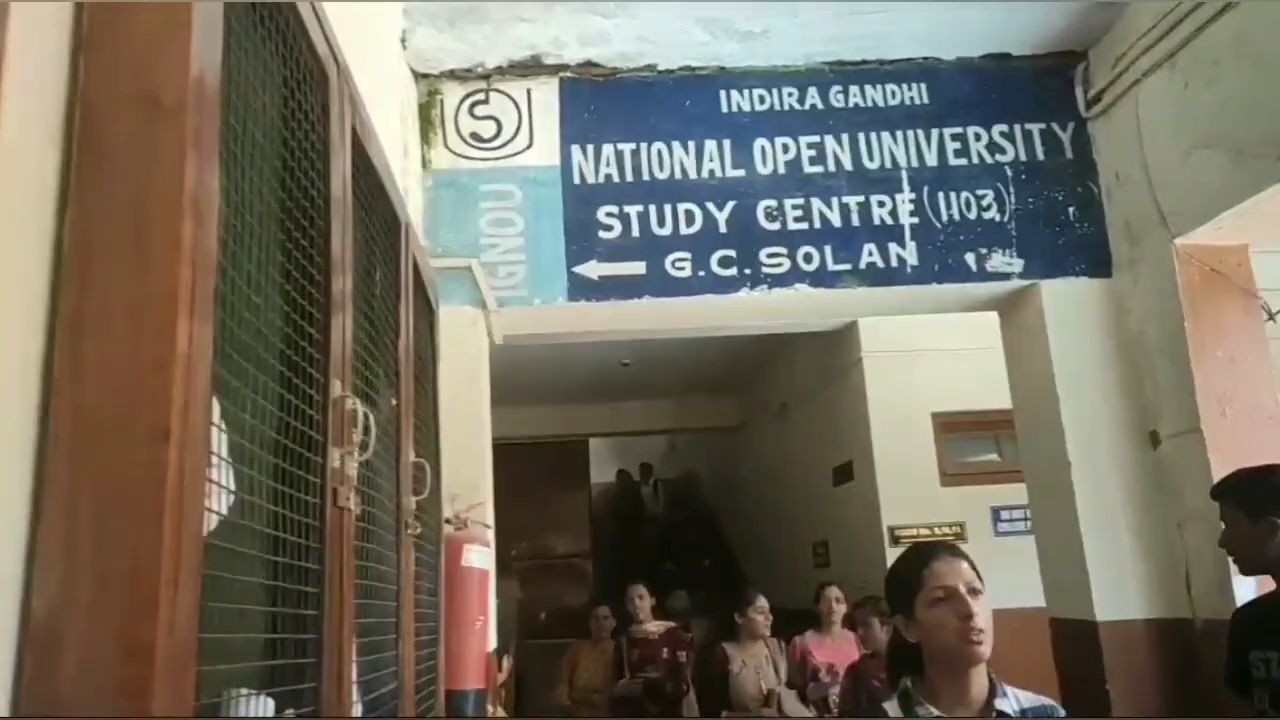 INDIRA GANDHI
NATIONAL OPEN UNIVERSITY
STUDY CENTRE (1103)
G.C. SOLAN
IGNOU